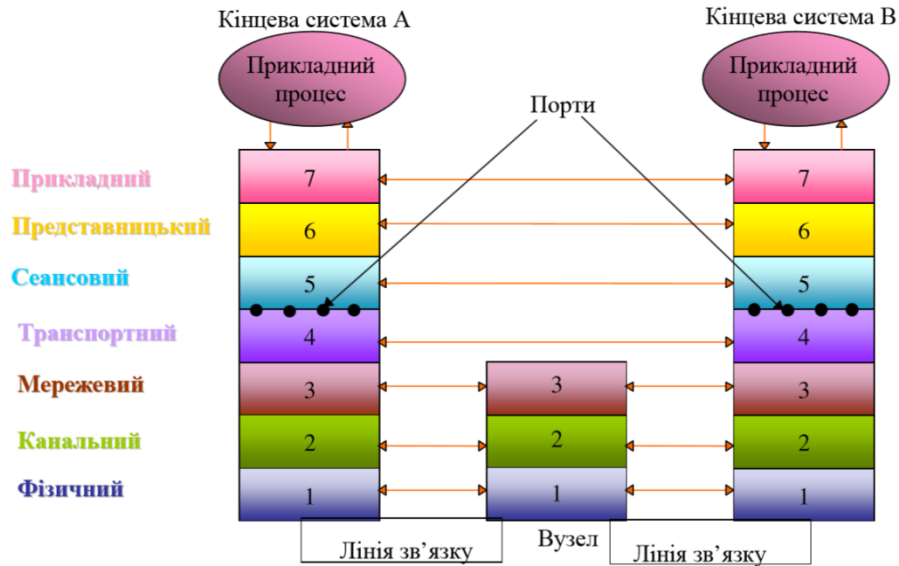 Кінцева система А
Кінцева система В
Прикладний
процес
Прикладний
процес
Порти
Прикладний
7
7
Представницький
6
6
Сеансовий
5
5
Транспортний
4
4
Мережевий
3
3
3
Канальний
2
2
2
Фізичний
1
1
1
Лінія зв’язку
Вузел
Лінія зв’язку